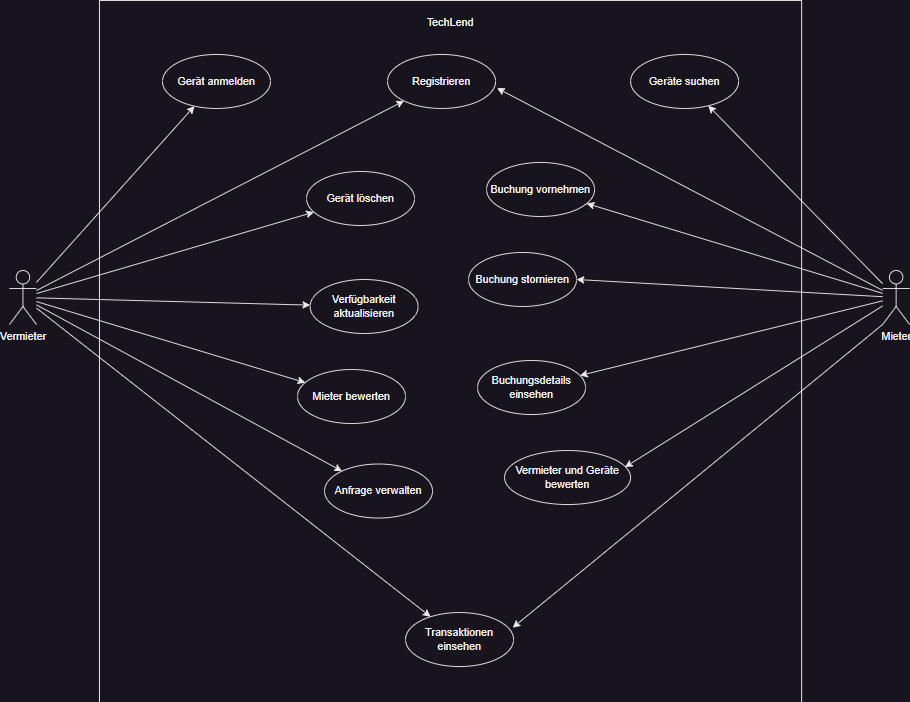 TechLend
Gerät anmelden
Registrieren
Geräte suchen
Gerät löschen
Buchung vornehmen
Buchung stornieren
Verfügbarkeit
aktualisieren
Vermieter
Mieter
Mieter bewerten
Buchungsdetails
einsehen
Anfrage verwalten
Vermieter und Geräte
bewerten
Transaktionen
einsehen